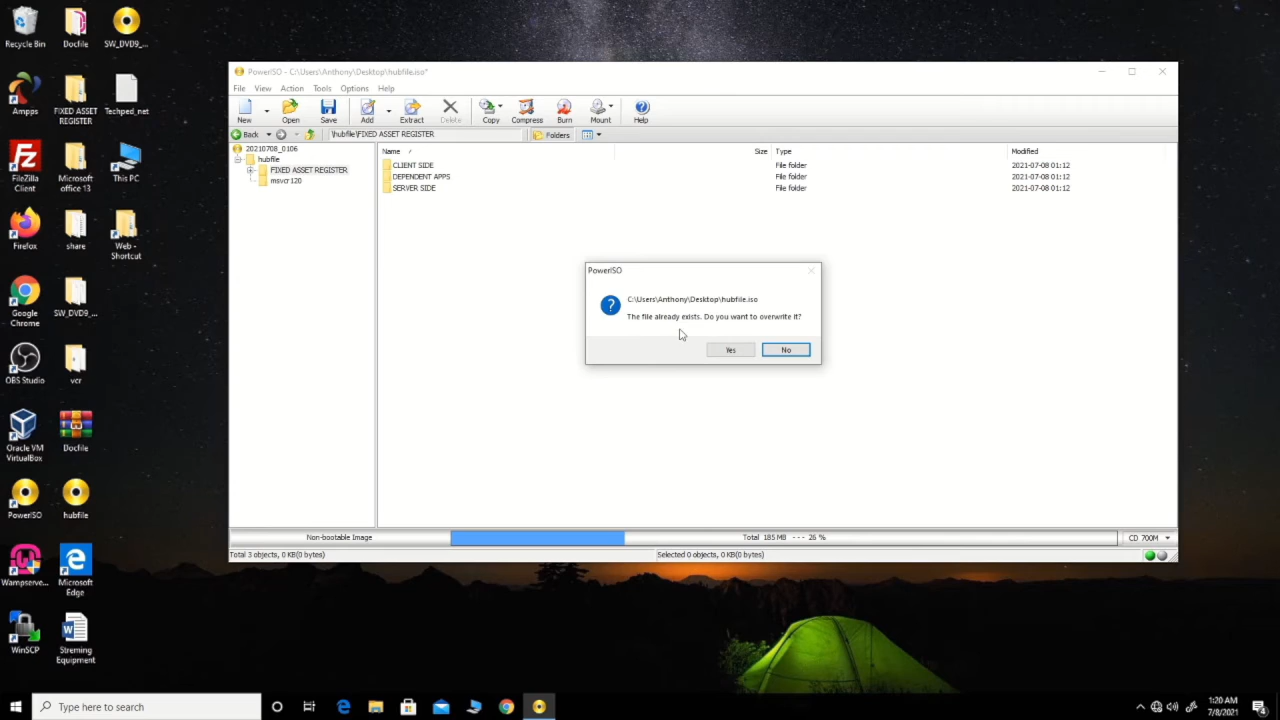 Recycle Bin
Docfile
SW_DVD9_...
Ampps
FIXED ASSET
REGISTER
Techped_net
FileZilla
Client
Microsoft
office 13
This PC
Firefox
share
Web -
Shortcut
Google
Chrome
SW_DVD9_...
OBS Studio
vcr
Oracle VM
VirtualBox
Docfile
PowerISO
hubfile
Wampserve...
Microsoft
Edge
WinSCP
Streming
Equipment
PowerISO - C:\Users\Anthony\Desktop\hubfile.iso*
File View Action Tools Options Help
New Open Save Add Extract Delete Copy Compress Burn Mount Help
Back \hubfile\FIXED ASSET REGISTER Folders
20210708_0106
hubfile
FIXED ASSET REGISTER
msvcr120
Name Size Type Modified
CLIENT SIDE File folder 2021-07-08 01:12
DEPENDENT APPS File folder 2021-07-08 01:12
SERVER SIDE File folder 2021-07-08 01:12
PowerISO
C:\Users\Anthony\Desktop\hubfile.iso
The file already exists. Do you want to overwrite it?
Yes No
Non-bootable Image Total 185 MB --- 26 % CD 700M
Total 3 objects, 0 KB(0 bytes) Selected 0 objects, 0 KB(0 bytes)
Type here to search
1:20 AM
7/8/2021
4